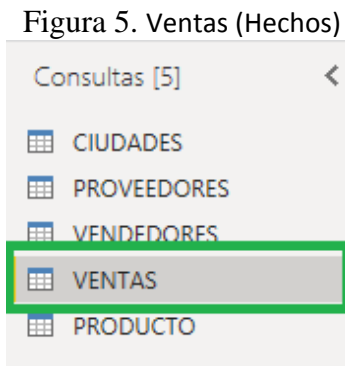 Figura 5. Ventas (Hechos)
Consultas [5]
CIUDADES
PROVEEDORES
VENDEDORES
VENTAS
PRODUCTO